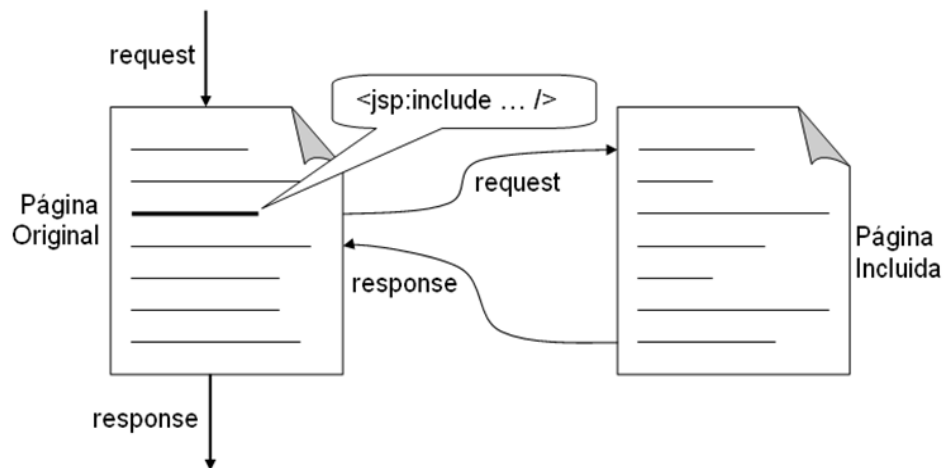 request
<jsp:include … />
Página
Original
request
response
Página
Incluida
response